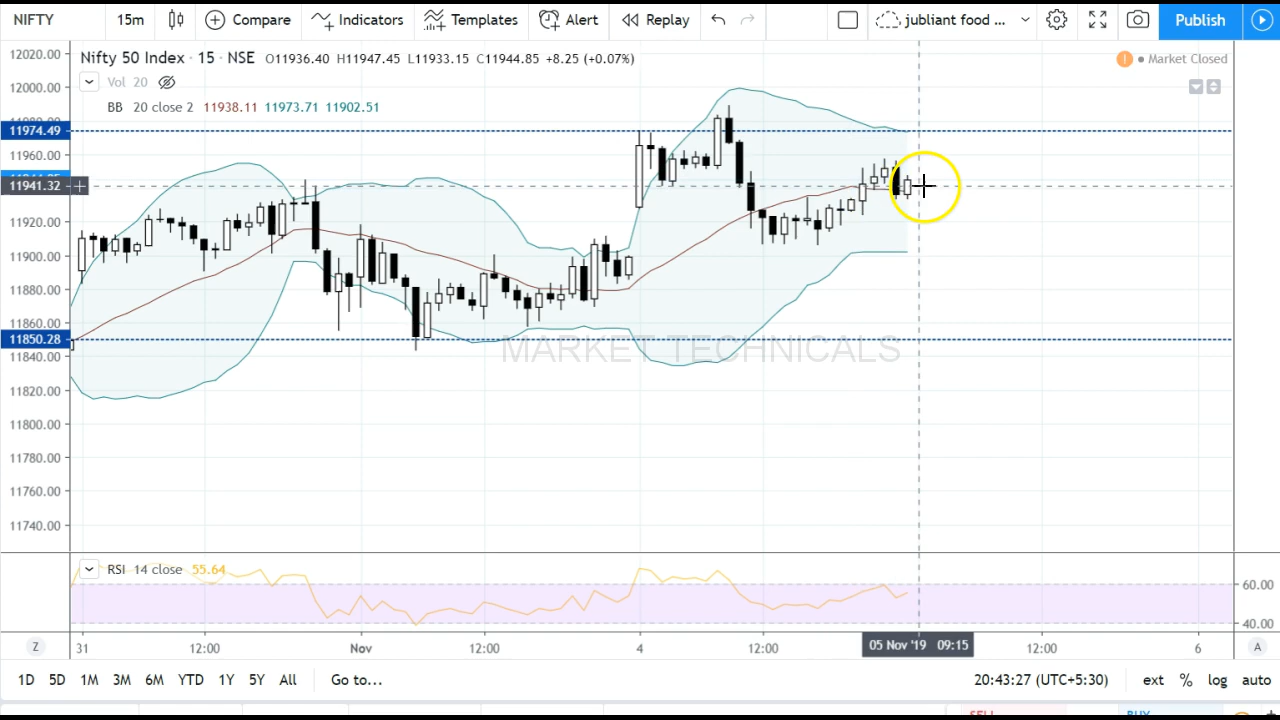 NIFTY 15m Compare Indicators Templates Alert Replay jubliant food ... Publish
12020.00 Nifty 50 Index · 15 · NSE O11936.40 H11947.45 L11933.15 C11944.85 +8.25 (+0.07%) ! Market Closed
Vol 20
12000.00
BB 20 close 2 11938.11 11973.71 11902.51
11974.49
11960.00
11941.32
11920.00
11900.00
11880.00
11860.00
11850.28
MARKET TECHNICALS
11840.00
11820.00
11800.00
11780.00
11760.00
11740.00
RSI 14 close 55.64
60.00
40.00
Z 31 12:00 Nov 12:00 4 12:00 05 Nov '19 09:15 12:00 6 A
1D 5D 1M 3M 6M YTD 1Y 5Y All Go to... 20:43:27 (UTC+5:30) ext % log auto
SELL BUY